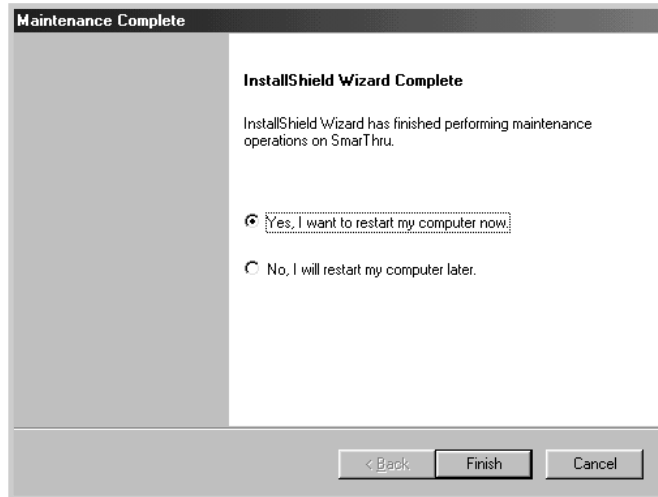 Maintenance Complete
InstallShield Wizard Complete
InstallShield Wizard has finished performing maintenance
operations on SmarThru.
Yes, I want to restart my computer now.
No, I will restart my computer later.
< Back
Finish
Cancel